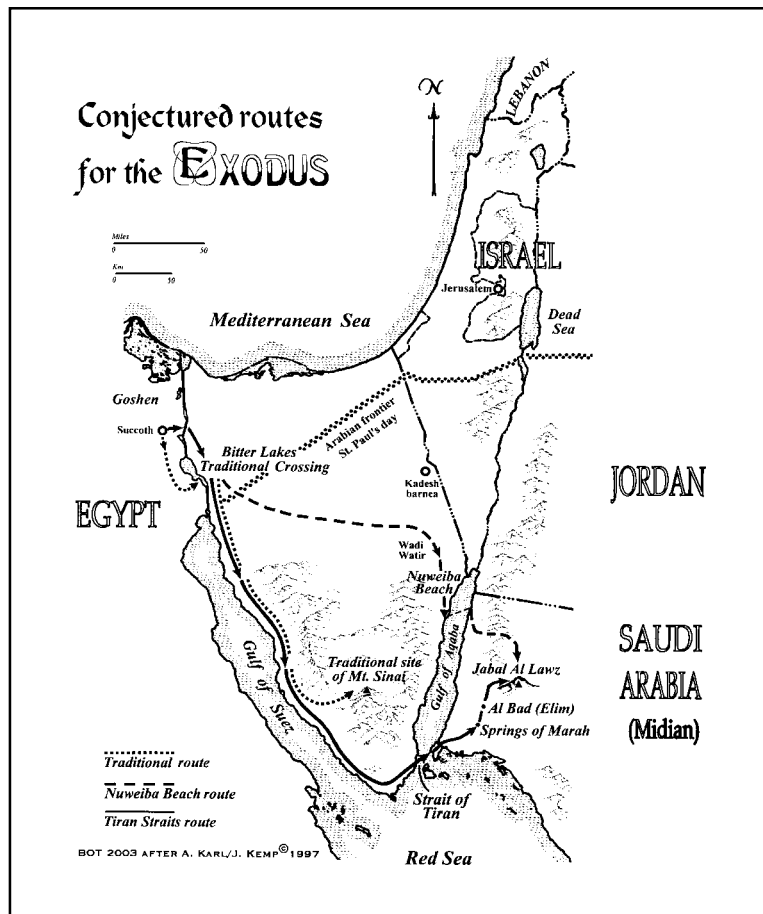 Conjectured routes
for the EXODUS
N
LEBANON
Miles
0 50
Km
0 50
ISRAEL
Jerusalem
Mediterranean Sea
Dead
Sea
Goshen
Succoth
Arabian frontier
St. Paul's day
Bitter Lakes
Traditional Crossing
Kadesh
barnea
JORDAN
EGYPT
Wadi
Watir
Nuweiba
Beach
SAUDI
ARABIA
(Midian)
Gulf of Suez
Gulf of Aqaba
Traditional site
of Mt. Sinai
Jabal Al Lawz
Al Bad (Elim)
Springs of Marah
Traditional route
Nuweiba Beach route
Tiran Straits route
Strait of
Tiran
Red Sea
BOT 2003 AFTER A. KARL/J. KEMP © 1997